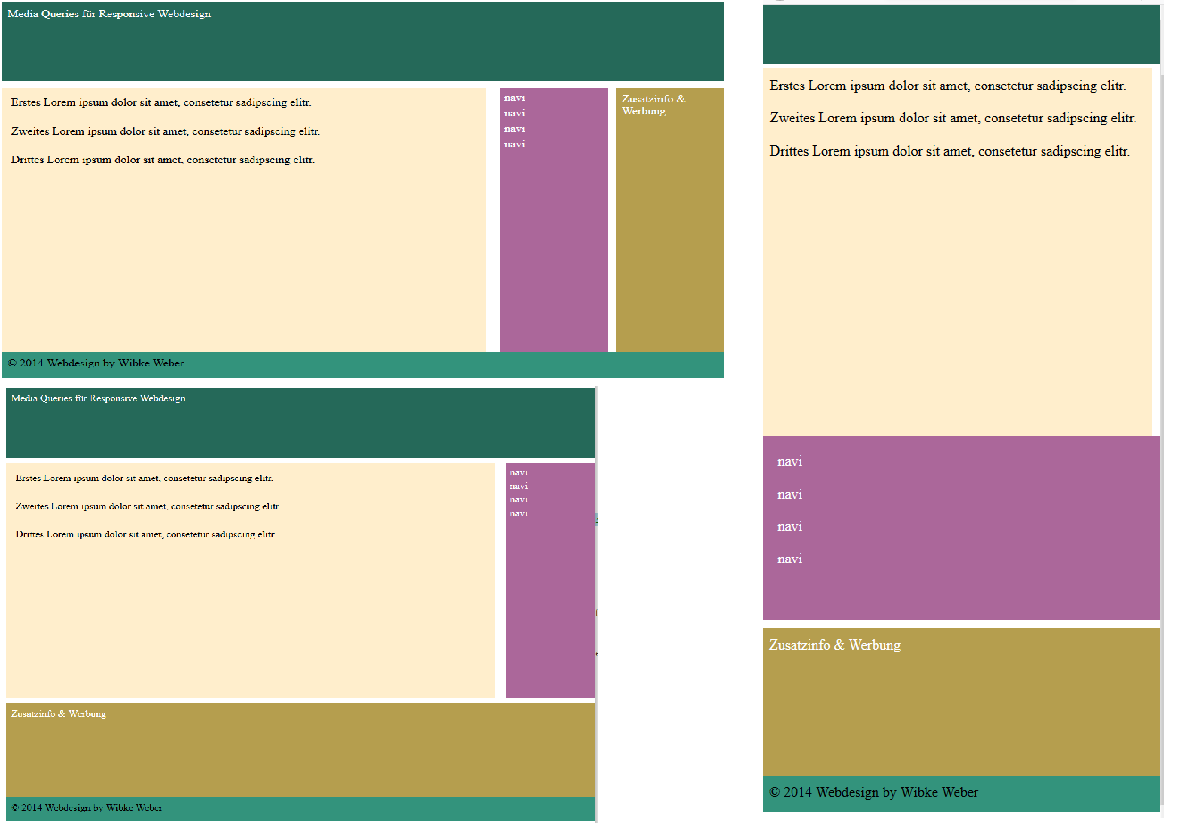 Media Queries für Responsive Webdesign
Erstes Lorem ipsum dolor sit amet, consetetur sadipscing elitr.
Zweites Lorem ipsum dolor sit amet, consetetur sadipscing elitr.
Drittes Lorem ipsum dolor sit amet, consetetur sadipscing elitr.
navi
navi
navi
navi
Zusatzinfo &
Werbung
© 2014 Webdesign by Wibke Weber
Media Queries für Responsive Webdesign
Erstes Lorem ipsum dolor sit amet, consetetur sadipscing elitr.
Zweites Lorem ipsum dolor sit amet, consetetur sadipscing elitr.
Drittes Lorem ipsum dolor sit amet, consetetur sadipscing elitr.
navi
navi
navi
navi
Zusatzinfo & Werbung
© 2014 Webdesign by Wibke Weber
Erstes Lorem ipsum dolor sit amet, consetetur sadipscing elitr.
Zweites Lorem ipsum dolor sit amet, consetetur sadipscing elitr.
Drittes Lorem ipsum dolor sit amet, consetetur sadipscing elitr.
navi
navi
navi
navi
Zusatzinfo & Werbung
© 2014 Webdesign by Wibke Weber